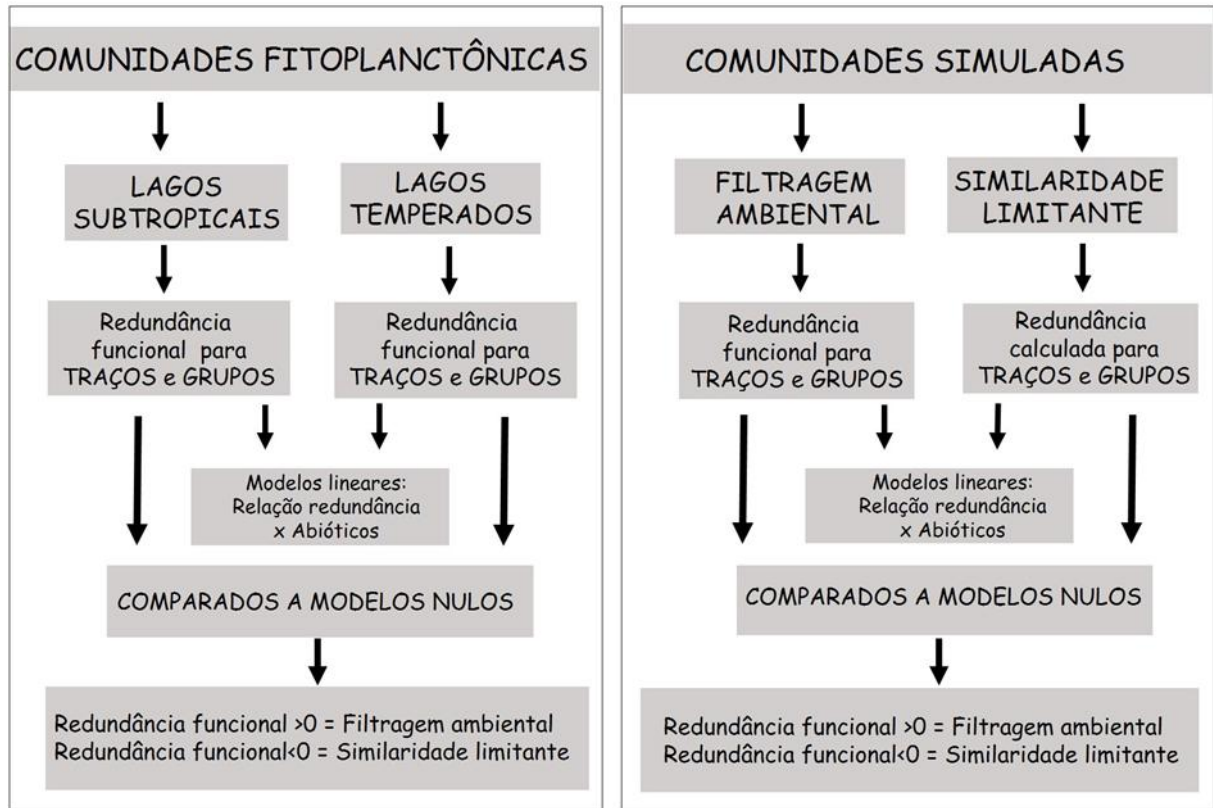 COMUNIDADES FITOPLANCTÔNICAS
LAGOS
SUBTROPICAIS
LAGOS
TEMPERADOS
Redundância
funcional para
TRAÇOS e GRUPOS
Redundância
funcional para
TRAÇOS e GRUPOS
Modelos lineares:
Relação redundância
x Abióticos
COMPARADOS A MODELOS NULOS
Redundância funcional >0 = Filtragem ambiental
Redundância funcional<0 = Similaridade limitante
COMUNIDADES SIMULADAS
FILTRAGEM
AMBIENTAL
SIMILARIDADE
LIMITANTE
Redundância
funcional para
TRAÇOS e GRUPOS
Redundância
calculada para
TRAÇOS e GRUPOS
Modelos lineares:
Relação redundância
x Abióticos
COMPARADOS A MODELOS NULOS
Redundância funcional >0 = Filtragem ambiental
Redundância funcional<0 = Similaridade limitante